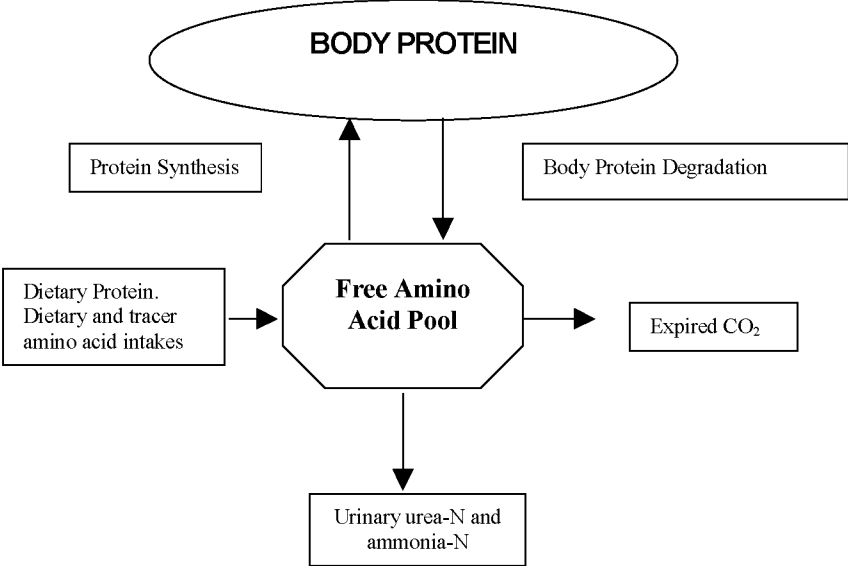 BODY PROTEIN
Protein Synthesis
Body Protein Degradation
Dietary Protein.
Dietary and tracer
amino acid intakes
Free Amino
Acid Pool
Expired CO₂
Urinary urea-N and
ammonia-N